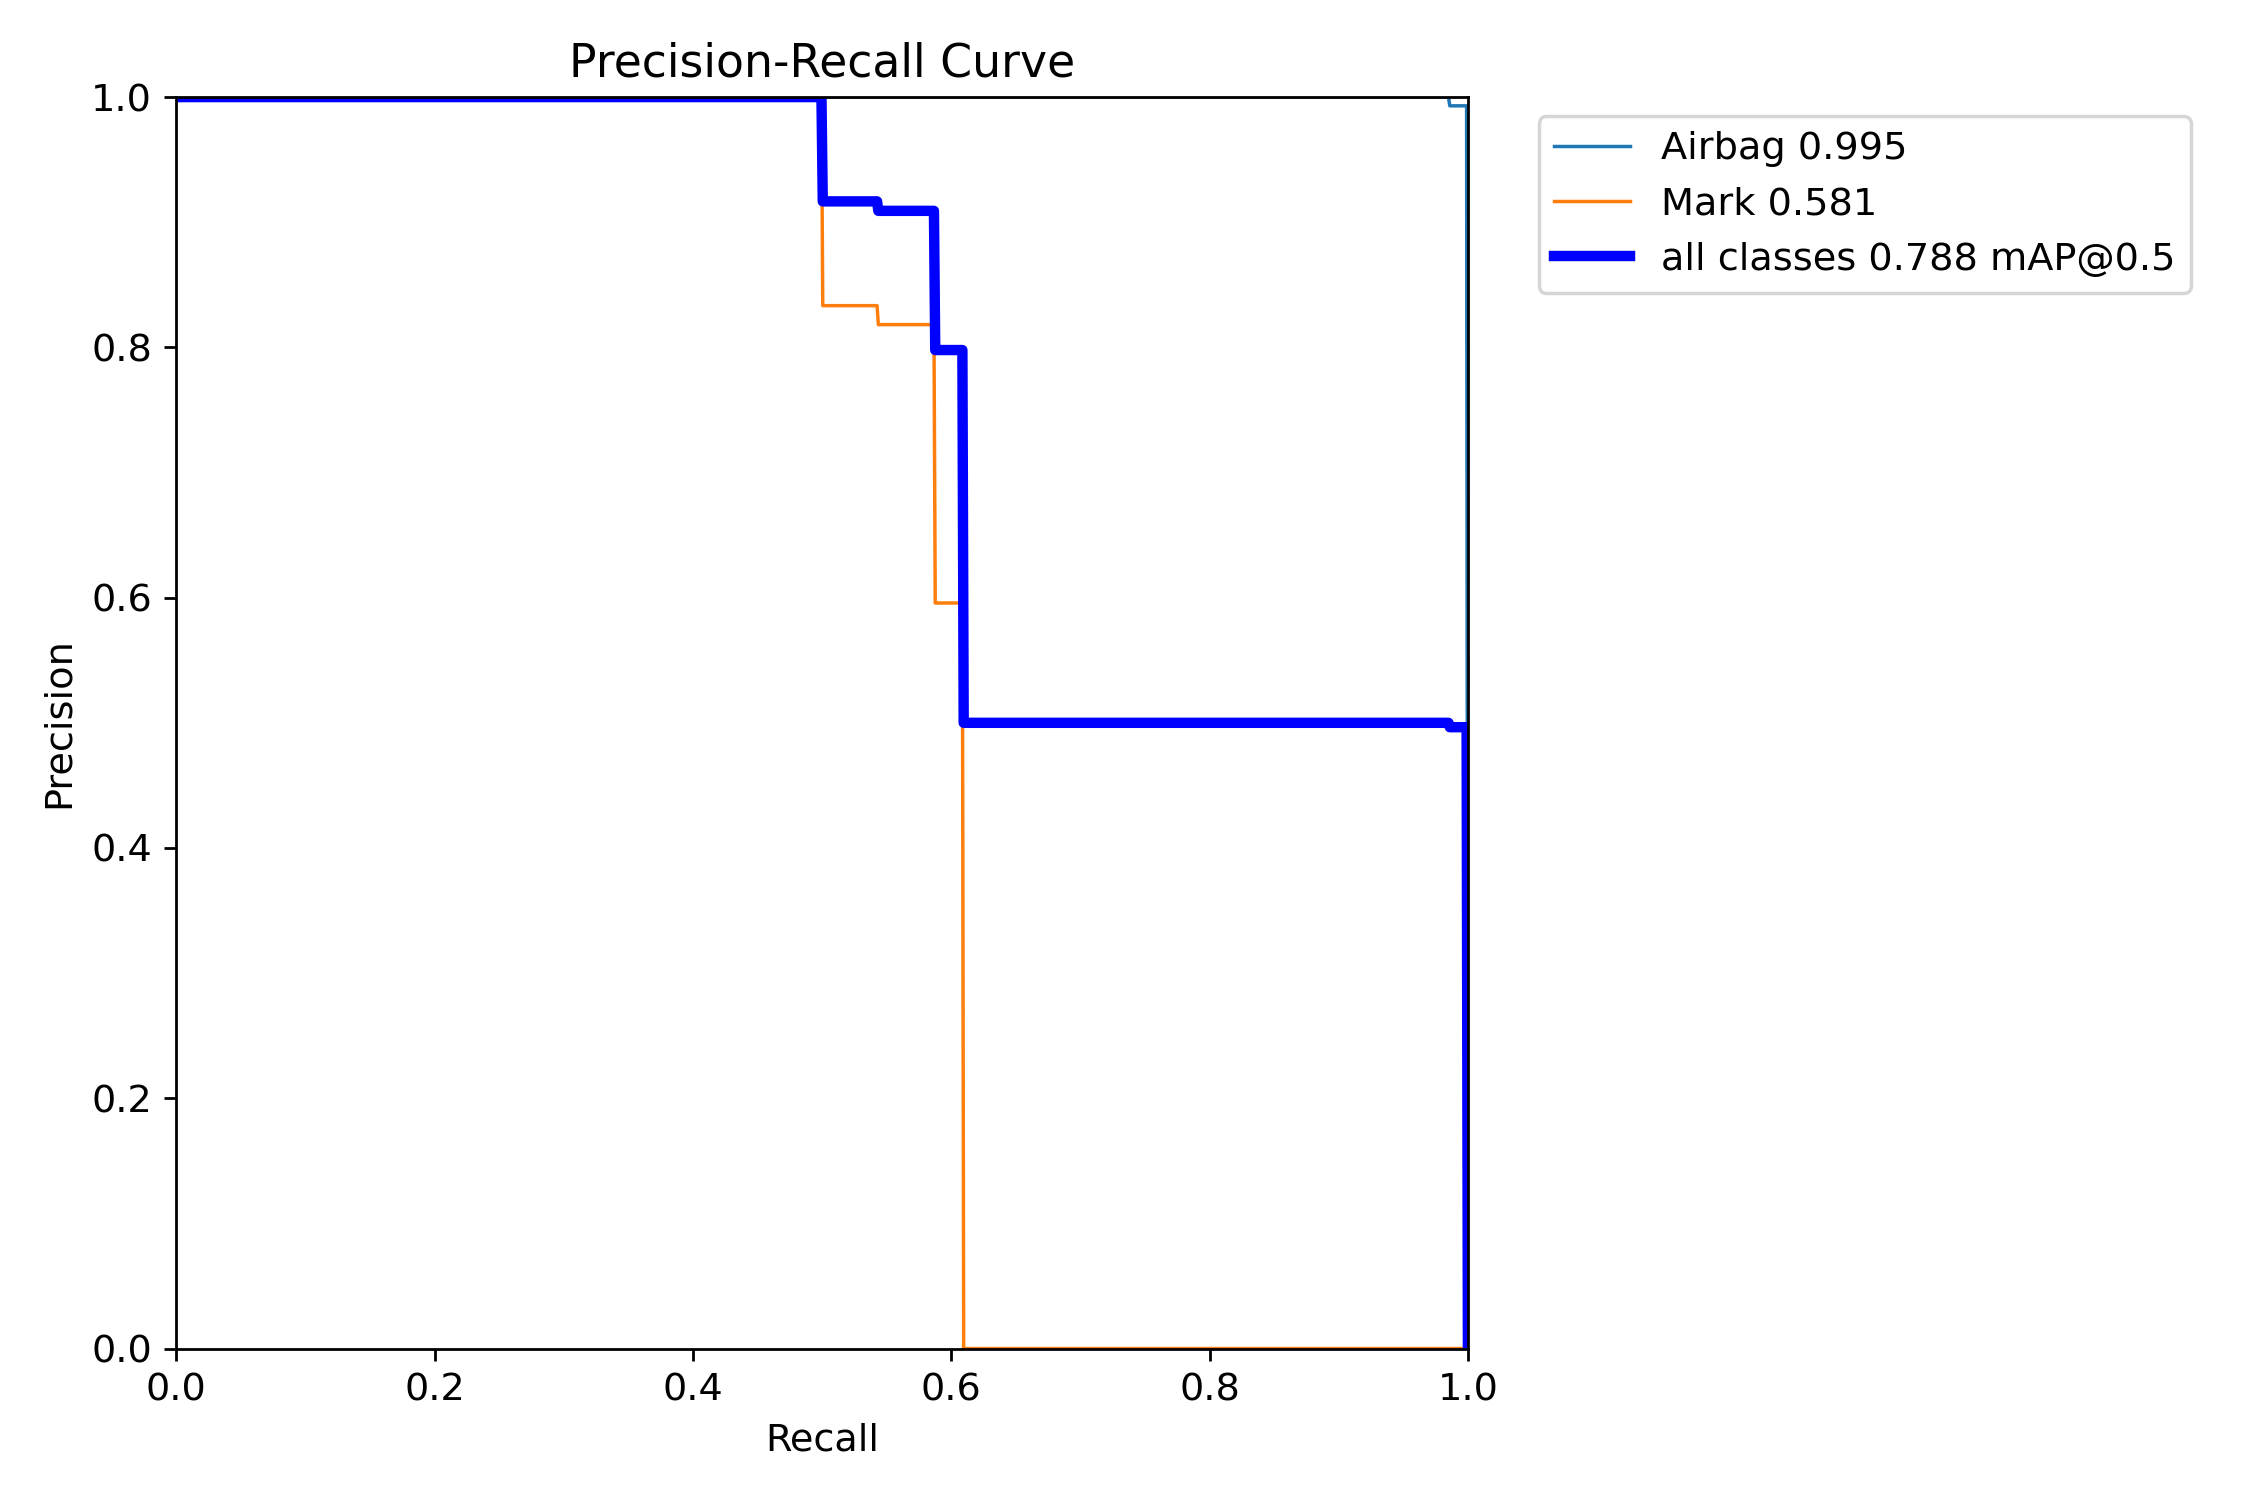 Precision-Recall Curve
1.0
0.8
0.6
0.4
0.2
0.0
Precision
0.0 0.2 0.4 0.6 0.8 1.0
Recall
Airbag 0.995
Mark 0.581
all classes 0.788 mAP@0.5